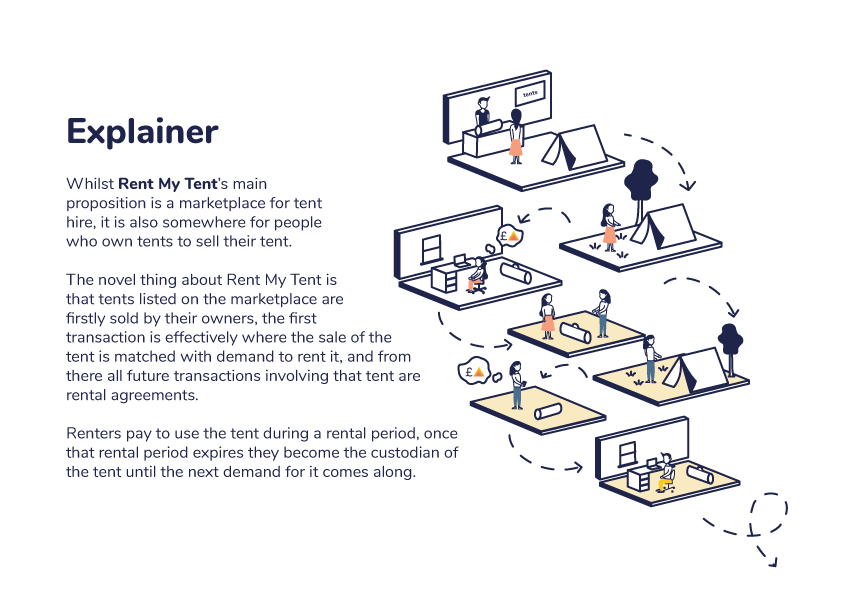 Explainer
Whilst Rent My Tent's main
proposition is a marketplace for tent
hire, it is also somewhere for people
who own tents to sell their tent.
The novel thing about Rent My Tent is
that tents listed on the marketplace are
firstly sold by their owners, the first
transaction is effectively where the sale of the
tent is matched with demand to rent it, and from
there all future transactions involving that tent are
rental agreements.
Renters pay to use the tent during a rental period, once
that rental period expires they become the custodian of
the tent until the next demand for it comes along.
tents
£
£